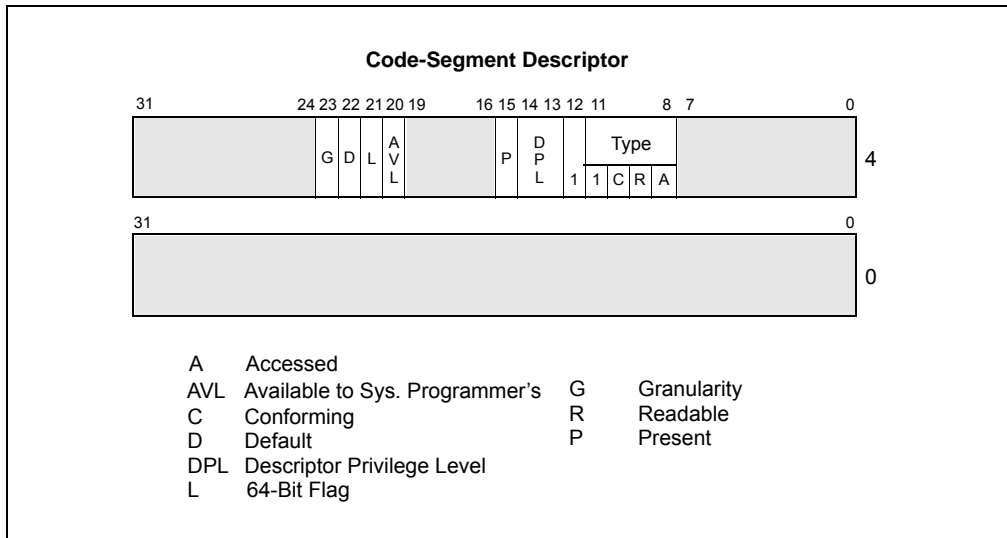 Code-Segment Descriptor
31 24 23 22 21 20 19 16 15 14 13 12 11 8 7 0
G D L AVL P DPL 1 Type 4
1 C R A
31 0
0
A Accessed
AVL Available to Sys. Programmer's G Granularity
C Conforming R Readable
D Default P Present
DPL Descriptor Privilege Level
L 64-Bit Flag